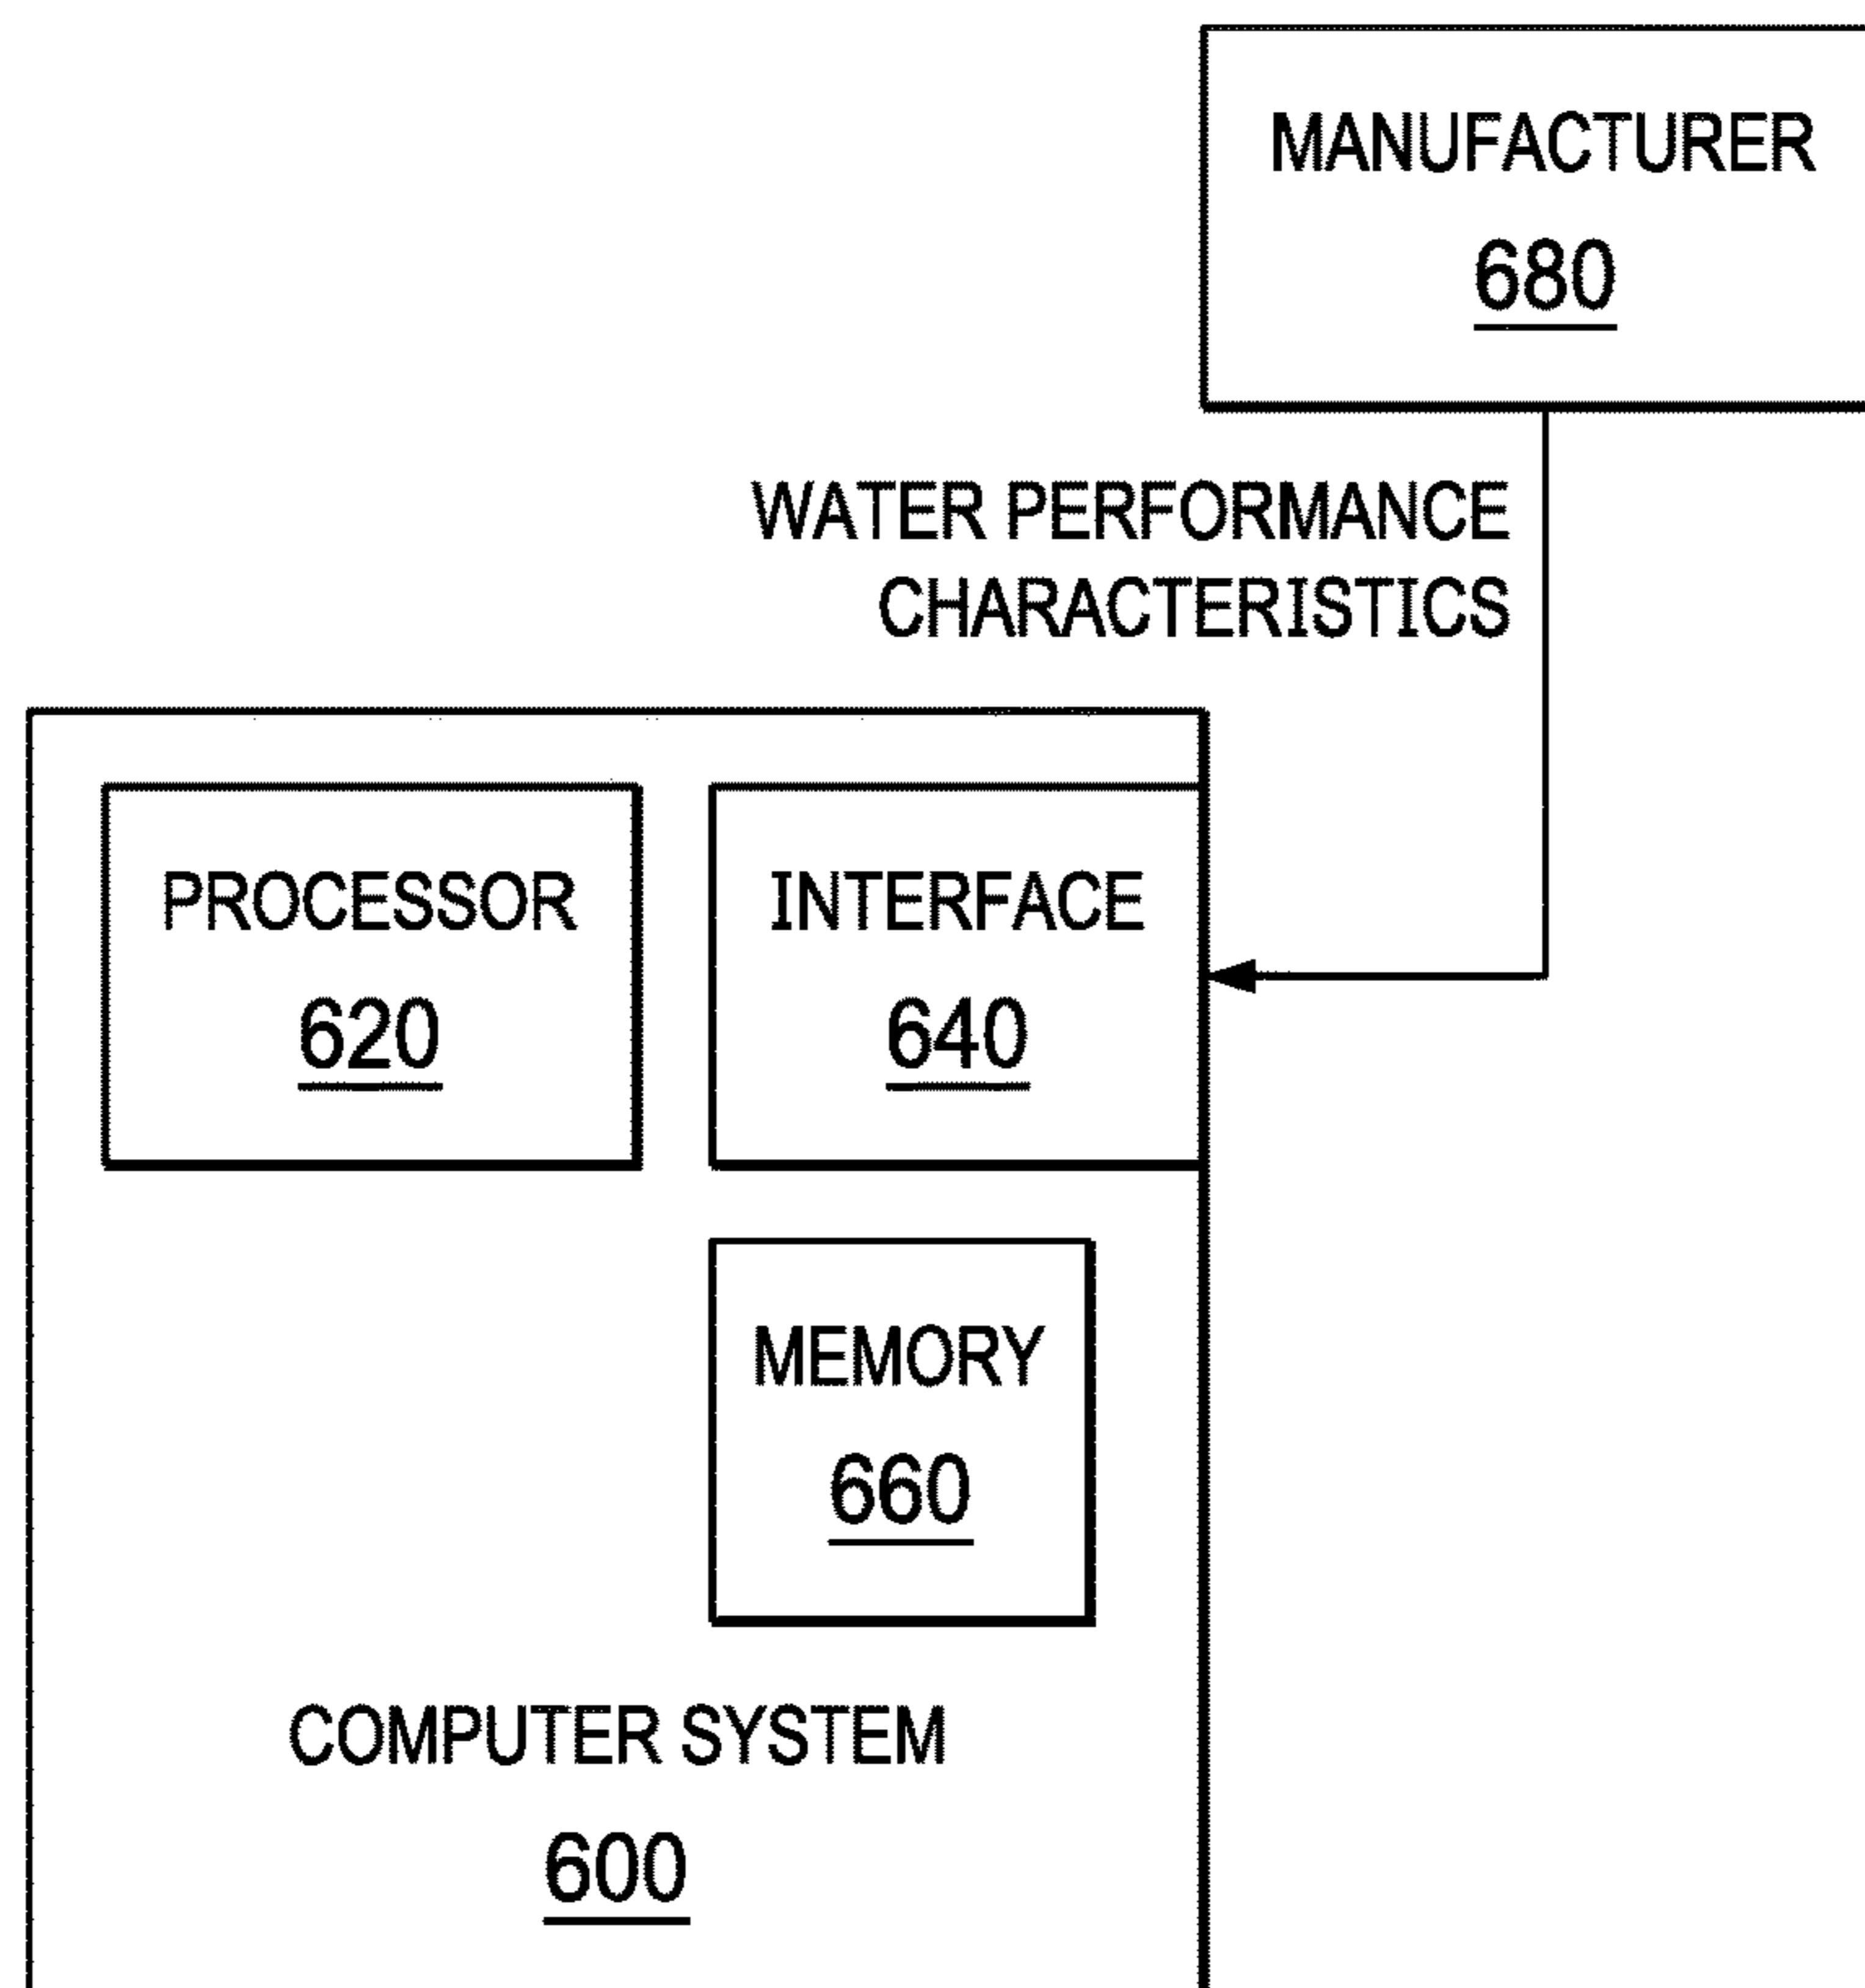 MANUFACTURER
680
WATER PERFORMANCE
CHARACTERISTICS
PROCESSOR
620
INTERFACE
640
MEMORY
660
COMPUTER SYSTEM
600